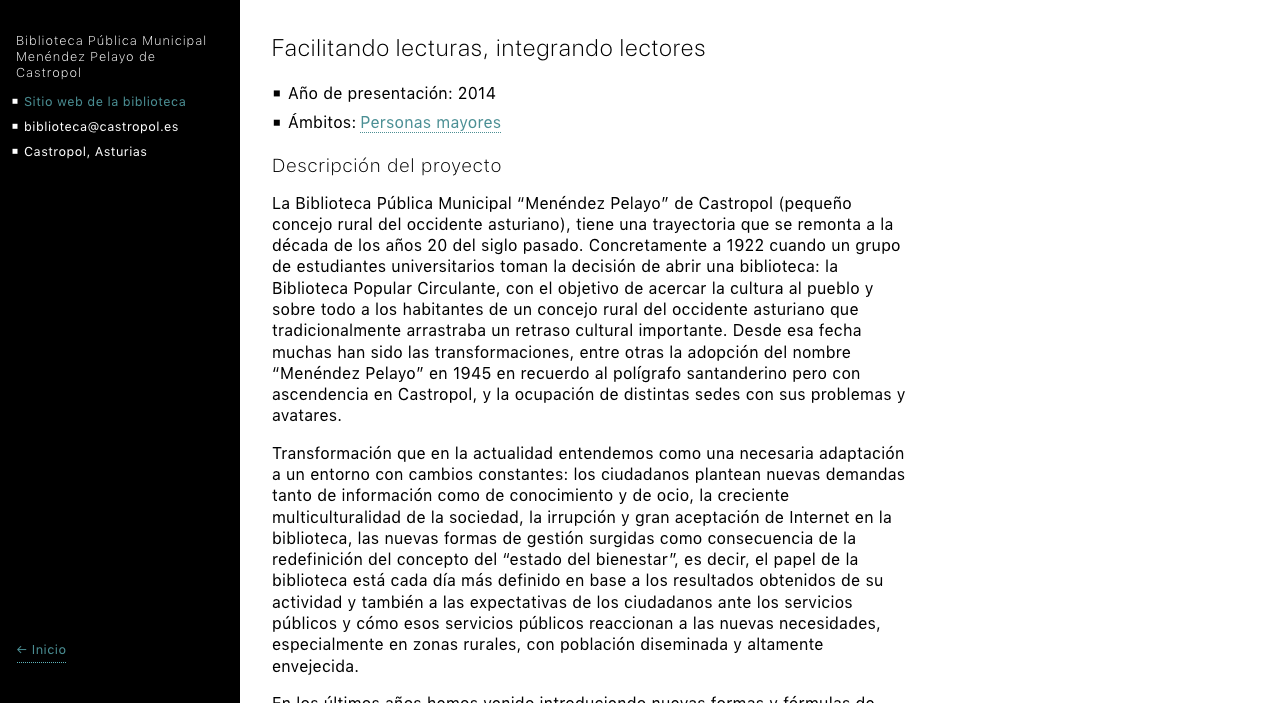 Biblioteca Pública Municipal
Menéndez Pelayo de
Castropol
Sitio web de la biblioteca
biblioteca@castropol.es
Castropol, Asturias
← Inicio
Facilitando lecturas, integrando lectores
Año de presentación: 2014
Ámbitos: Personas mayores
Descripción del proyecto
La Biblioteca Pública Municipal “Menéndez Pelayo” de Castropol (pequeño
concejo rural del occidente asturiano), tiene una trayectoria que se remonta a la
década de los años 20 del siglo pasado. Concretamente a 1922 cuando un grupo
de estudiantes universitarios toman la decisión de abrir una biblioteca: la
Biblioteca Popular Circulante, con el objetivo de acercar la cultura al pueblo y
sobre todo a los habitantes de un concejo rural del occidente asturiano que
tradicionalmente arrastraba un retraso cultural importante. Desde esa fecha
muchas han sido las transformaciones, entre otras la adopción del nombre
“Menéndez Pelayo” en 1945 en recuerdo al polígrafo santanderino pero con
ascendencia en Castropol, y la ocupación de distintas sedes con sus problemas y
avatares.
Transformación que en la actualidad entendemos como una necesaria adaptación
a un entorno con cambios constantes: los ciudadanos plantean nuevas demandas
tanto de información como de conocimiento y de ocio, la creciente
multiculturalidad de la sociedad, la irrupción y gran aceptación de Internet en la
biblioteca, las nuevas formas de gestión surgidas como consecuencia de la
redefinición del concepto del “estado del bienestar”, es decir, el papel de la
biblioteca está cada día más definido en base a los resultados obtenidos de su
actividad y también a las expectativas de los ciudadanos ante los servicios
públicos y cómo esos servicios públicos reaccionan a las nuevas necesidades,
especialmente en zonas rurales, con población diseminada y altamente
envejecida.
En los últimos años hemos venido introduciendo nuevas formas y fórmulas de